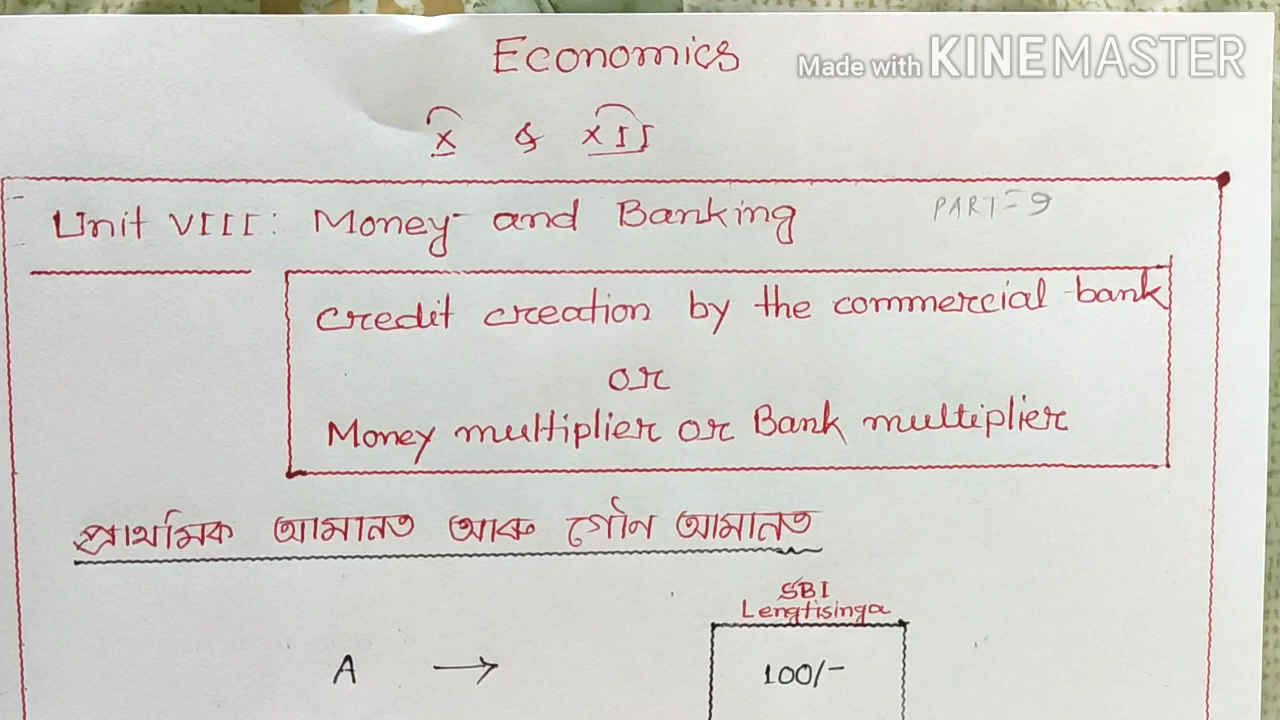 Economics
Made with KINEMASTER
X & XII
Unit VIII: Money and Banking
PART-9
Credit creation by the commercial bank
or
Money multiplier or Bank multiplier
প্ৰাথমিক আমানত আৰু গৌন আমানত
SBI
Lengtisinga
A →
100/-